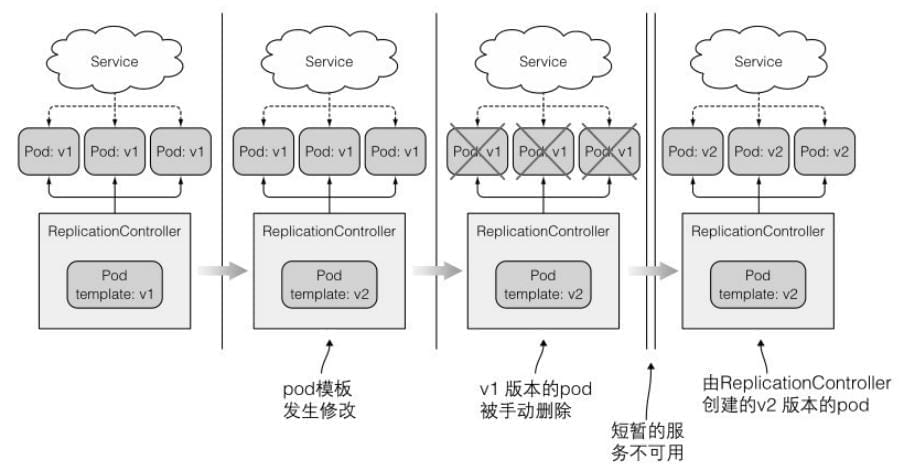 Service
Pod: v1
Pod: v1
Pod: v1
ReplicationController
Pod
template: v1
Service
Pod: v1
Pod: v1
Pod: v1
ReplicationController
Pod
template: v2
pod模板
发生修改
Service
Pod: v1
Pod: v1
Pod: v1
ReplicationController
Pod
template: v2
v1 版本的pod
被手动删除
短暂的服
务不可用
Service
Pod: v2
Pod: v2
Pod: v2
ReplicationController
Pod
template: v2
由ReplicationController
创建的v2 版本的pod